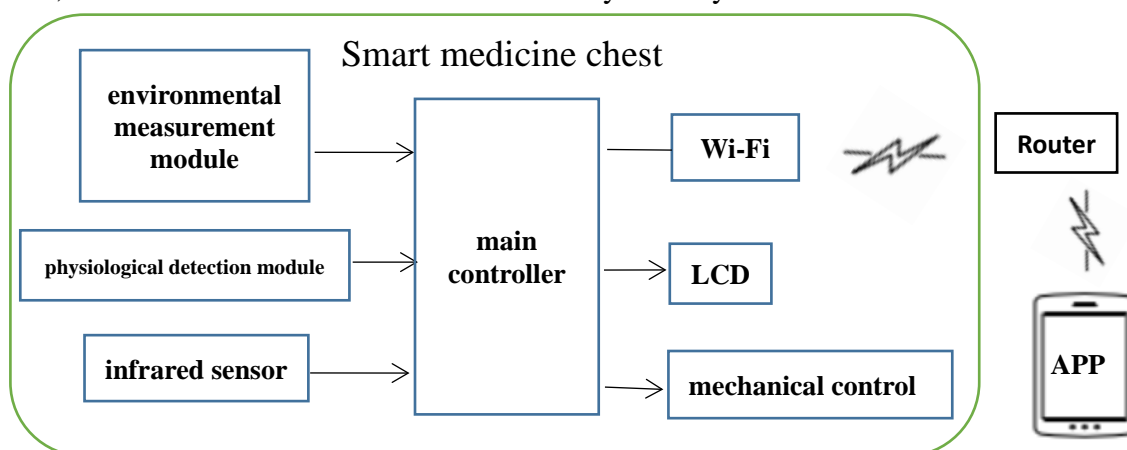 Smart medicine chest
environmental
measurement
module
Wi-Fi
Router
physiological detection module
main
controller
LCD
infrared sensor
mechanical control
APP